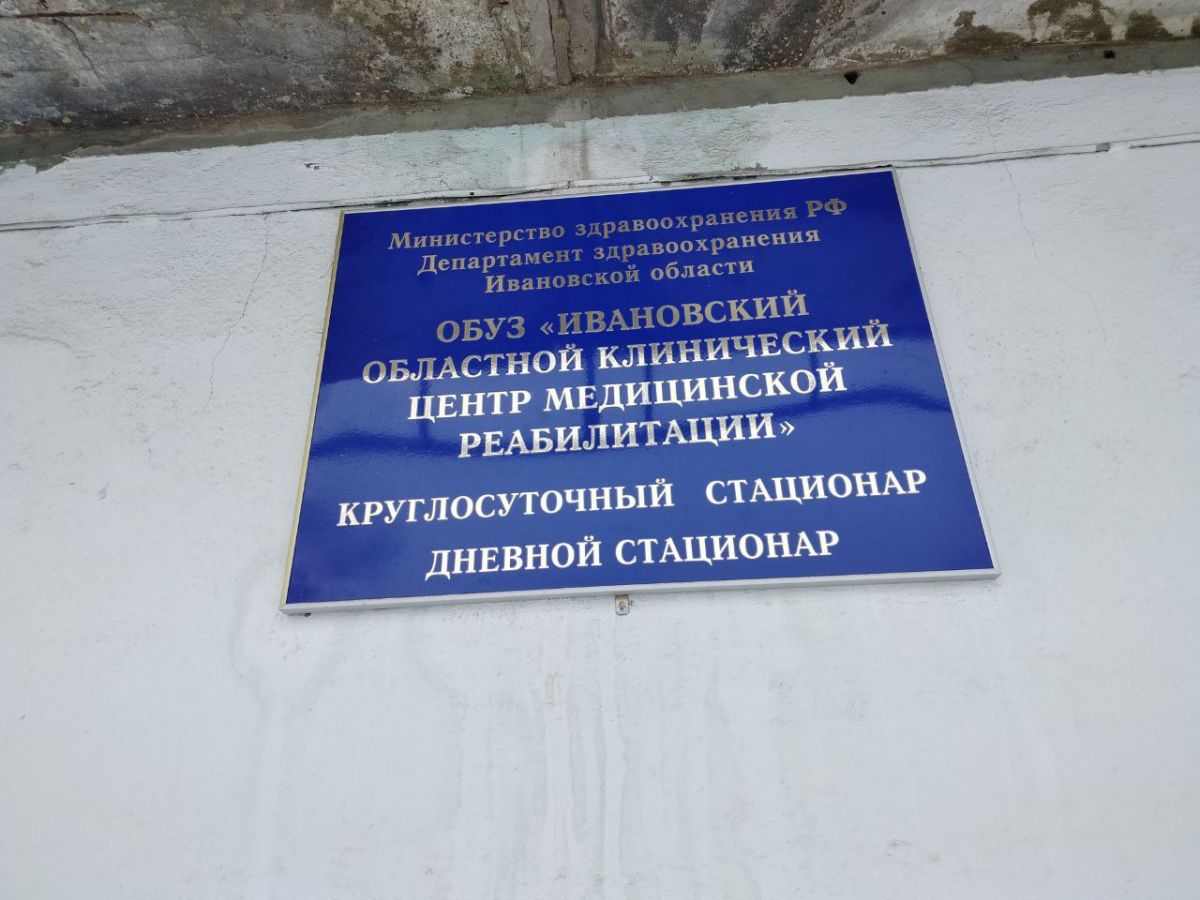 Министерство здравоохранения РФ
Департамент здравоохранения
Ивановской области
ОБУЗ «ИВАНОВСКИЙ
ОБЛАСТНОЙ КЛИНИЧЕСКИЙ
ЦЕНТР МЕДИЦИНСКОЙ
РЕАБИЛИТАЦИИ»
КРУГЛОСУТОЧНЫЙ СТАЦИОНАР
ДНЕВНОЙ СТАЦИОНАР